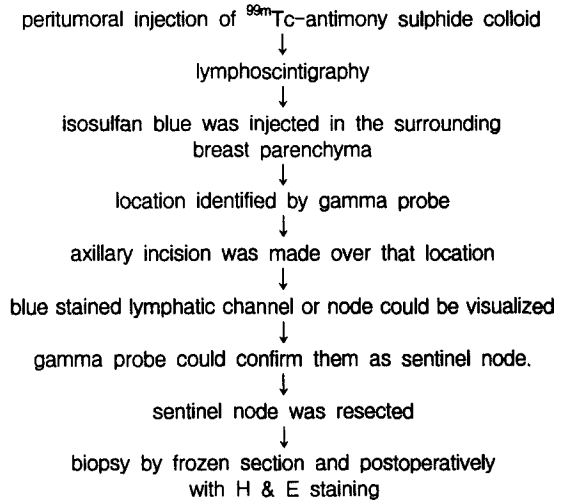 peritumoral injection of ⁹⁹ᵐTc-antimony sulphide colloid
↓
lymphoscintigraphy
↓
isosulfan blue was injected in the surrounding
breast parenchyma
↓
location identified by gamma probe
↓
axillary incision was made over that location
↓
blue stained lymphatic channel or node could be visualized
↓
gamma probe could confirm them as sentinel node.
↓
sentinel node was resected
↓
biopsy by frozen section and postoperatively
with H & E staining